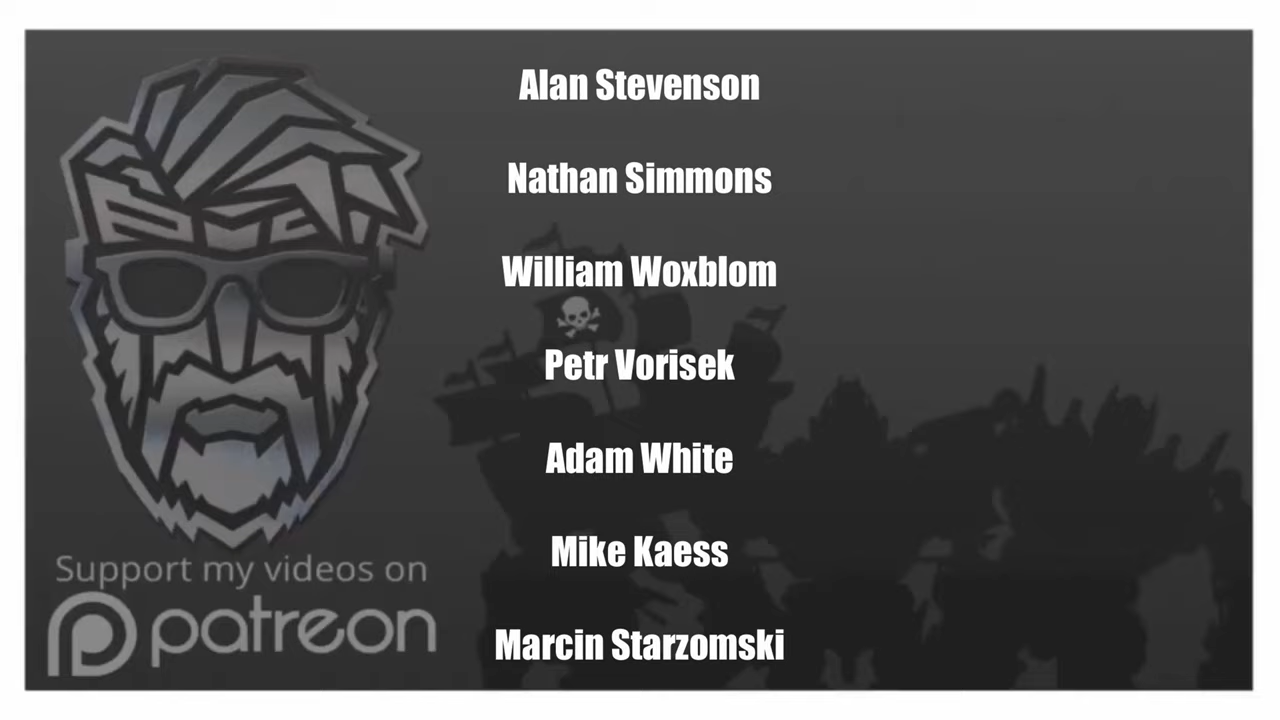 Alan Stevenson
Nathan Simmons
William Woxblom
Petr Vorisek
Adam White
Mike Kaess
Marcin Starzomski
Support my videos on
patreon